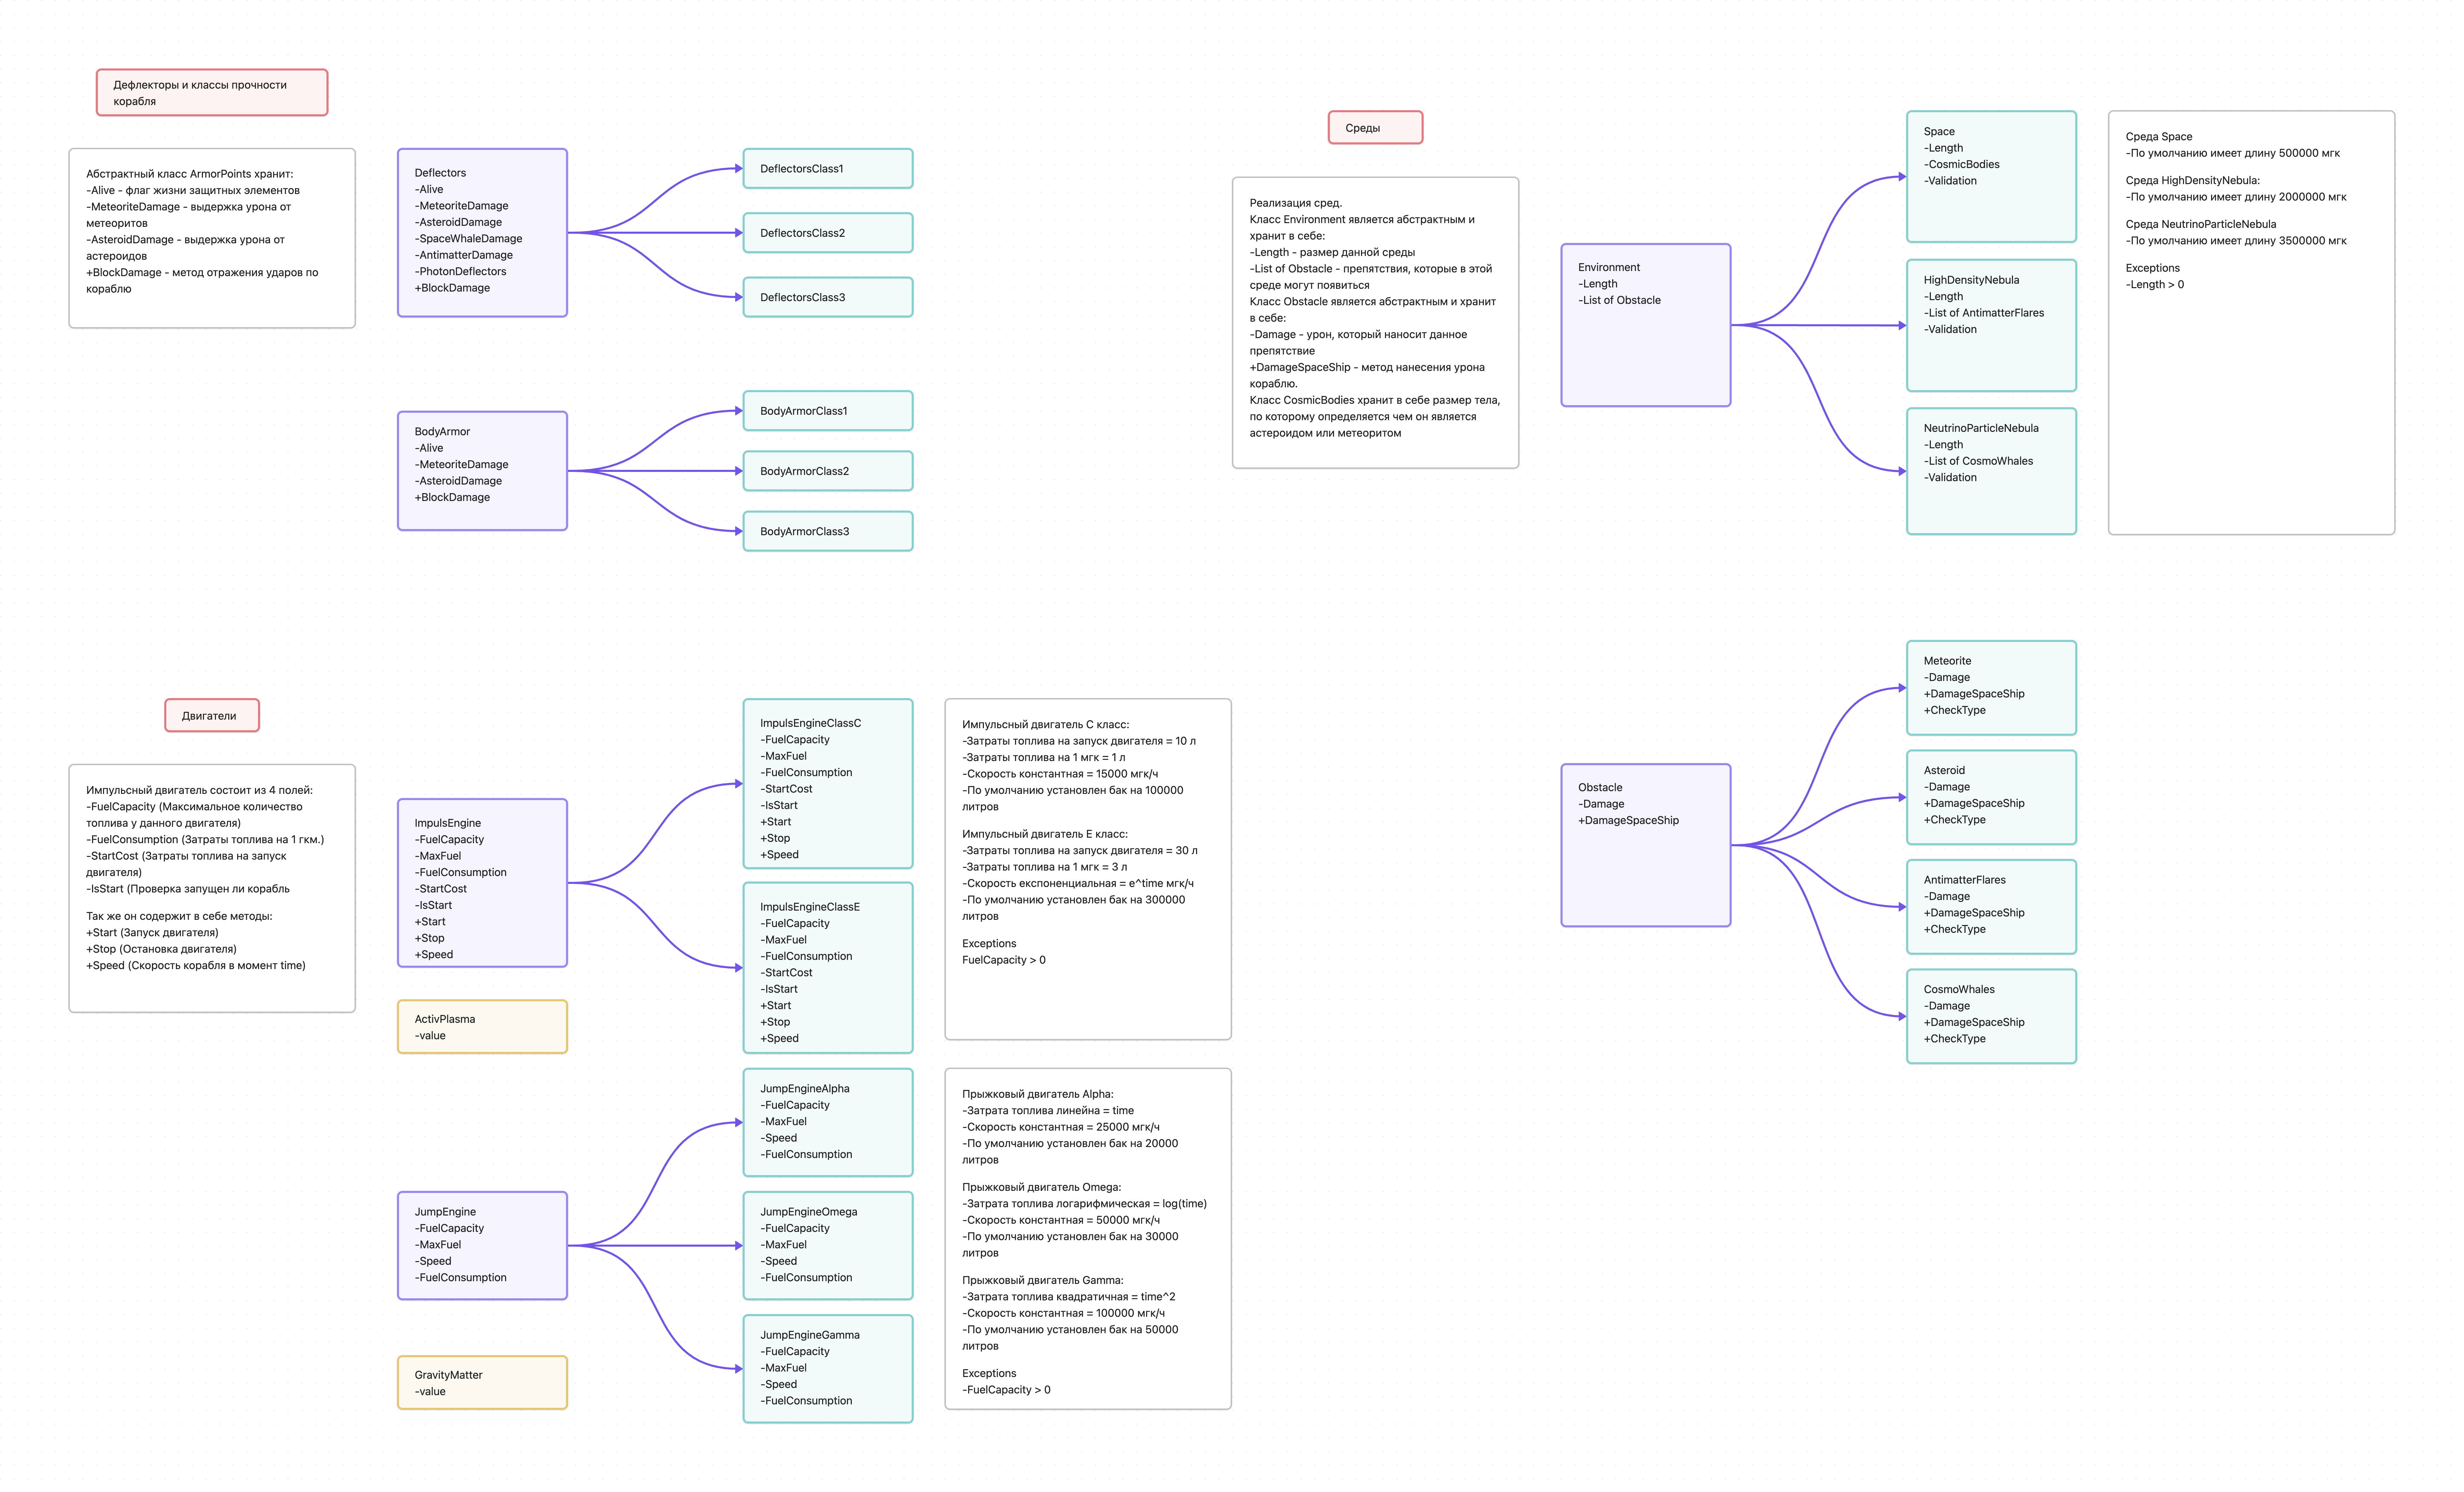 Дефлекторы и классы прочности
корабля
Абстрактный класс ArmorPoints хранит:
-Alive - флаг жизни защитных элементов
-MeteoriteDamage - выдержка урона от
метеоритов
-AsteroidDamage - выдержка урона от
астероидов
+BlockDamage - метод отражения ударов по
кораблю
Deflectors
-Alive
-MeteoriteDamage
-AsteroidDamage
-SpaceWhaleDamage
-AntimatterDamage
-PhotonDeflectors
+BlockDamage
DeflectorsClass1
DeflectorsClass2
DeflectorsClass3
BodyArmor
-Alive
-MeteoriteDamage
-AsteroidDamage
+BlockDamage
BodyArmorClass1
BodyArmorClass2
BodyArmorClass3
Среды
Реализация сред.
Класс Environment является абстрактным и
хранит в себе:
-Length - размер данной среды
-List of Obstacle - препятствия, которые в этой
среде могут появиться
Класс Obstacle является абстрактным и хранит
в себе:
-Damage - урон, который наносит данное
препятствие
+DamageSpaceShip - метод нанесения урона
кораблю.
Класс CosmicBodies хранит в себе размер тела,
по которому определяется чем он является
астероидом или метеоритом
Environment
-Length
-List of Obstacle
Space
-Length
-CosmicBodies
-Validation
HighDensityNebula
-Length
-List of AntimatterFlares
-Validation
NeutrinoParticleNebula
-Length
-List of CosmoWhales
-Validation
Среда Space
-По умолчанию имеет длину 500000 мгк
Среда HighDensityNebula:
-По умолчанию имеет длину 2000000 мгк
Среда NeutrinoParticleNebula
-По умолчанию имеет длину 3500000 мгк
Exceptions
-Length > 0
Двигатели
Импульсный двигатель состоит из 4 полей:
-FuelCapacity (Максимальное количество
топлива у данного двигателя)
-FuelConsumption (Затраты топлива на 1 гкм.)
-StartCost (Затраты топлива на запуск
двигателя)
-IsStart (Проверка запущен ли корабль
Так же он содержит в себе методы:
+Start (Запуск двигателя)
+Stop (Остановка двигателя)
+Speed (Скорость корабля в момент time)
ImpulsEngine
-FuelCapacity
-MaxFuel
-FuelConsumption
-StartCost
-IsStart
+Start
+Stop
+Speed
ActivPlasma
-value
ImpulsEngineClassC
-FuelCapacity
-MaxFuel
-FuelConsumption
-StartCost
-IsStart
+Start
+Stop
+Speed
ImpulsEngineClassE
-FuelCapacity
-MaxFuel
-FuelConsumption
-StartCost
-IsStart
+Start
+Stop
+Speed
Импульсный двигатель С класс:
-Затраты топлива на запуск двигателя = 10 л
-Затраты топлива на 1 мгк = 1 л
-Скорость константная = 15000 мгк/ч
-По умолчанию установлен бак на 100000
литров
Импульсный двигатель E класс:
-Затраты топлива на запуск двигателя = 30 л
-Затраты топлива на 1 мгк = 3 л
-Скорость експоненциальная = e^time мгк/ч
-По умолчанию установлен бак на 300000
литров
Exceptions
FuelCapacity > 0
JumpEngine
-FuelCapacity
-MaxFuel
-Speed
-FuelConsumption
GravityMatter
-value
JumpEngineAlpha
-FuelCapacity
-MaxFuel
-Speed
-FuelConsumption
JumpEngineOmega
-FuelCapacity
-MaxFuel
-Speed
-FuelConsumption
JumpEngineGamma
-FuelCapacity
-MaxFuel
-Speed
-FuelConsumption
Прыжковый двигатель Alpha:
-Затрата топлива линейна = time
-Скорость константная = 25000 мгк/ч
-По умолчанию установлен бак на 20000
литров
Прыжковый двигатель Omega:
-Затрата топлива логарифмическая = log(time)
-Скорость константная = 50000 мгк/ч
-По умолчанию установлен бак на 30000
литров
Прыжковый двигатель Gamma:
-Затрата топлива квадратичная = time^2
-Скорость константная = 100000 мгк/ч
-По умолчанию установлен бак на 50000
литров
Exceptions
-FuelCapacity > 0
Obstacle
-Damage
+DamageSpaceShip
Meteorite
-Damage
+DamageSpaceShip
+CheckType
Asteroid
-Damage
+DamageSpaceShip
+CheckType
AntimatterFlares
-Damage
+DamageSpaceShip
+CheckType
CosmoWhales
-Damage
+DamageSpaceShip
+CheckType